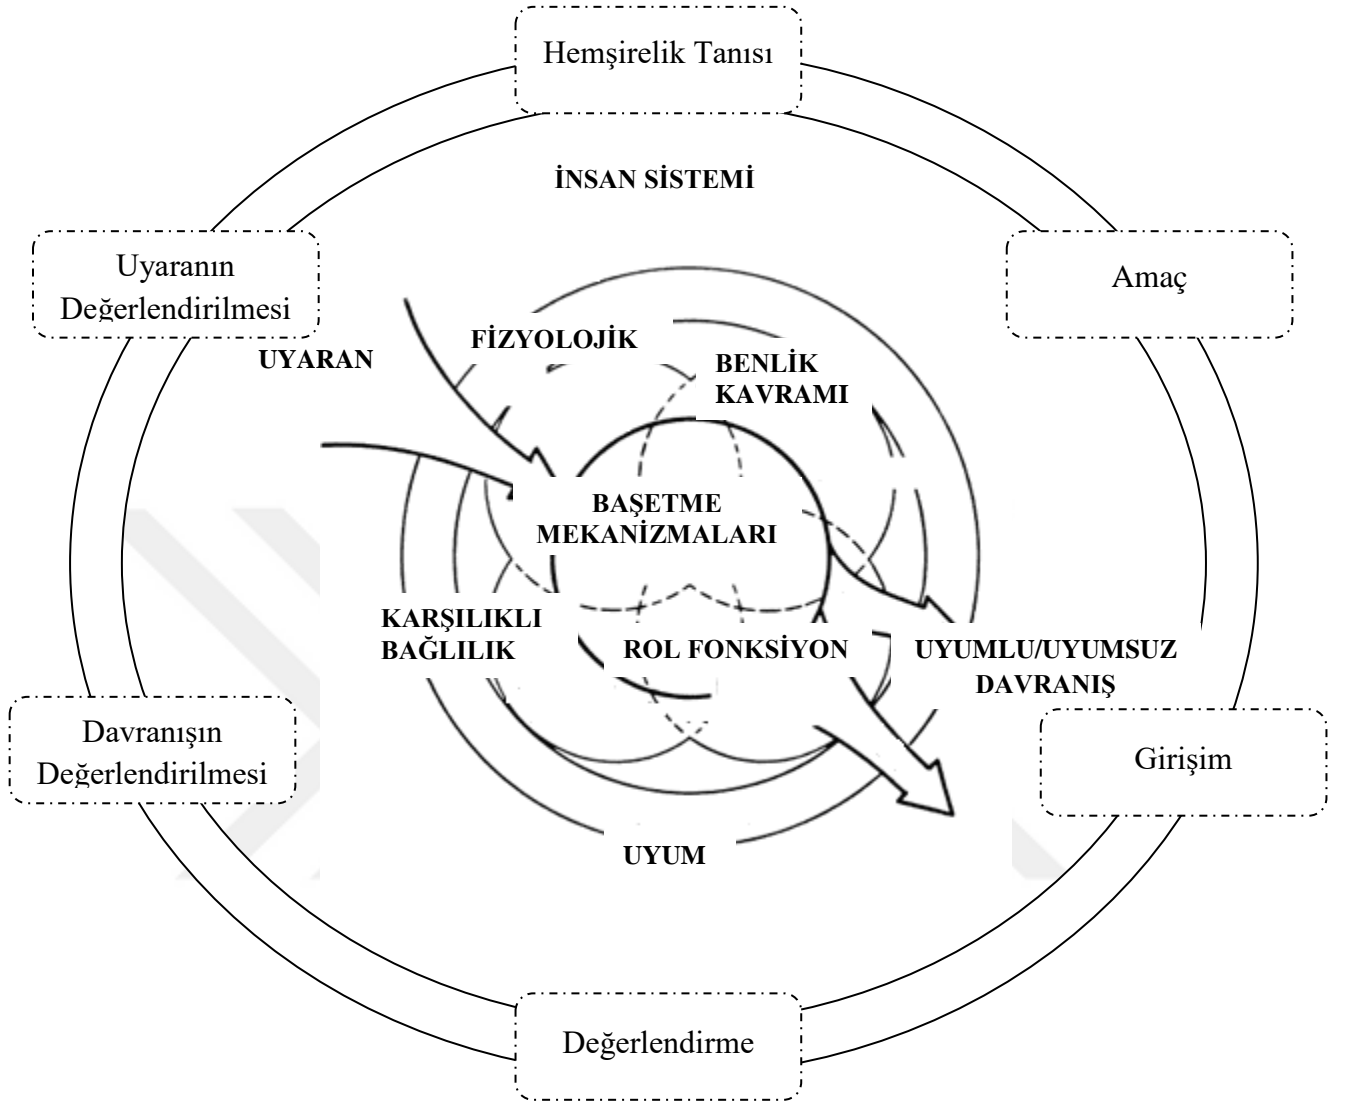 Hemşirelik Tanısı
İNSAN SİSTEMİ
Uyaranın
Değerlendirilmesi
Amaç
UYARAN
FİZYOLOJİK
BENLİK
KAVRAMI
BAŞETME
MEKANİZMALARI
KARŞILIKLI
BAĞLILIK
ROL FONKSİYON
UYUMLU/UYUMSUZ
DAVRANIŞ
Davranışın
Değerlendirilmesi
Girişim
UYUM
Değerlendirme